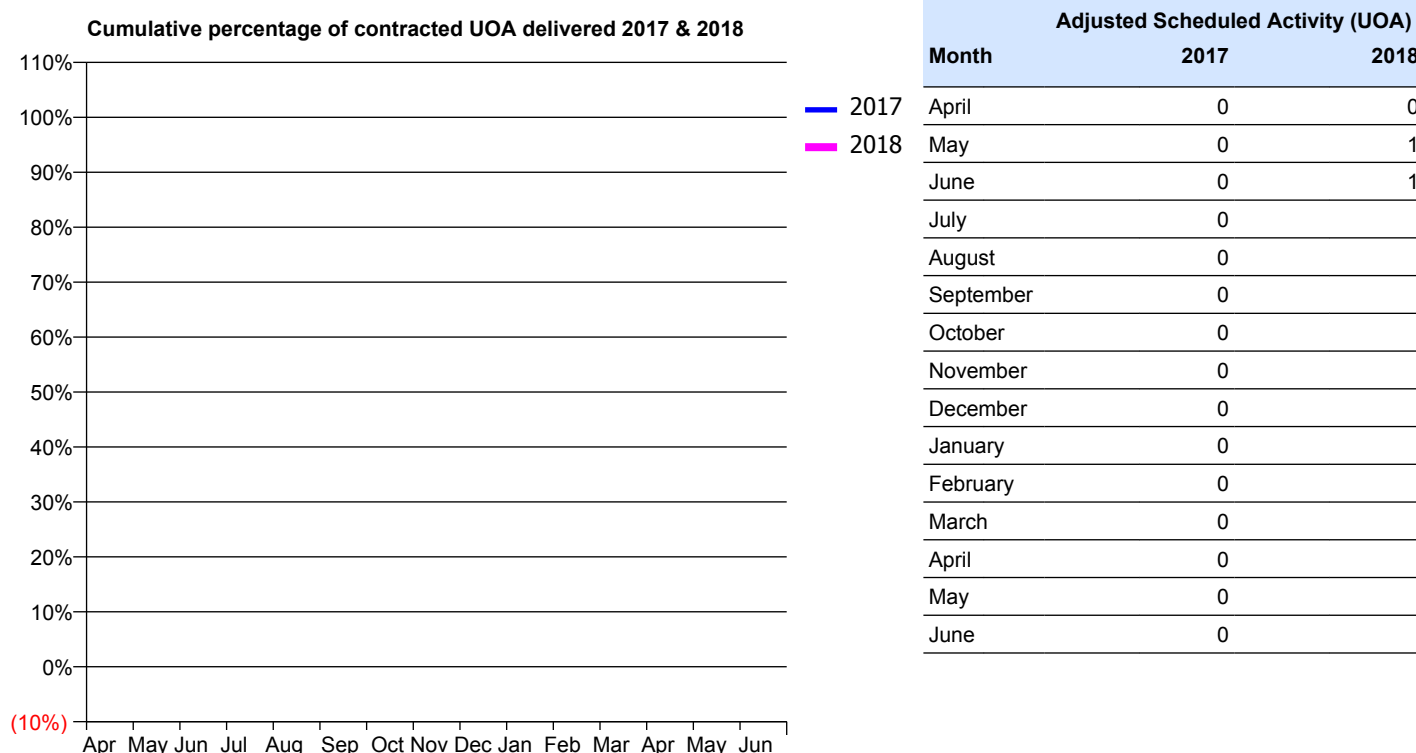 Cumulative percentage of contracted UOA delivered 2017 & 2018
110%
100%
90%
80%
70%
60%
50%
40%
30%
20%
10%
0%
(10%)
Apr May Jun Jul Aug Sep Oct Nov Dec Jan Feb Mar Apr May Jun
2017
2018
Adjusted Scheduled Activity (UOA)
Month 2017 2018
April 0 0
May 0 1
June 0 1
July 0
August 0
September 0
October 0
November 0
December 0
January 0
February 0
March 0
April 0
May 0
June 0